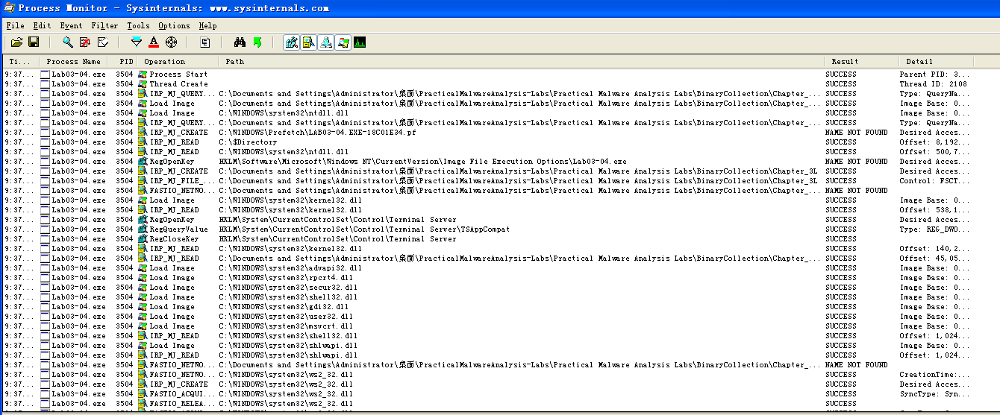 Process Monitor - Sysinternals: www.sysinternals.com
File Edit Event Filter Tools Options Help
Ti... Process Name PID Operation Path Result Detail
9:37... Lab03-04.exe 3504 Process Start SUCCESS Parent PID: 3...
9:37... Lab03-04.exe 3504 Thread Create SUCCESS Thread ID: 2108
9:37... Lab03-04.exe 3504 IRP_MJ_QUERY... C:\Documents and Settings\Administrator\桌面\PracticalMalwareAnalysis-Labs\Practical Malware Analysis Labs\BinaryCollection\Chapter_... SUCCESS Type: QueryNa...
9:37... Lab03-04.exe 3504 Load Image C:\Documents and Settings\Administrator\桌面\PracticalMalwareAnalysis-Labs\Practical Malware Analysis Labs\BinaryCollection\Chapter_... SUCCESS Image Base: 0...
9:37... Lab03-04.exe 3504 Load Image C:\WINDOWS\system32\ntdll.dll SUCCESS Image Base: 0...
9:37... Lab03-04.exe 3504 IRP_MJ_QUERY... C:\Documents and Settings\Administrator\桌面\PracticalMalwareAnalysis-Labs\Practical Malware Analysis Labs\BinaryCollection\Chapter_... SUCCESS Type: QueryNa...
9:37... Lab03-04.exe 3504 IRP_MJ_CREATE C:\WINDOWS\Prefetch\LAB03-04.EXE-18C01E34.pf NAME NOT FOUND Desired Acces...
9:37... Lab03-04.exe 3504 IRP_MJ_READ C:\$Directory SUCCESS Offset: 8,192...
9:37... Lab03-04.exe 3504 IRP_MJ_READ C:\WINDOWS\system32\ntdll.dll SUCCESS Offset: 500,7...
9:37... Lab03-04.exe 3504 RegOpenKey HKLM\Software\Microsoft\Windows NT\CurrentVersion\Image File Execution Options\Lab03-04.exe NAME NOT FOUND Desired Acces...
9:37... Lab03-04.exe 3504 IRP_MJ_CREATE C:\Documents and Settings\Administrator\桌面\PracticalMalwareAnalysis-Labs\Practical Malware Analysis Labs\BinaryCollection\Chapter_3L SUCCESS Desired Acces...
9:37... Lab03-04.exe 3504 IRP_MJ_FILE_... C:\Documents and Settings\Administrator\桌面\PracticalMalwareAnalysis-Labs\Practical Malware Analysis Labs\BinaryCollection\Chapter_3L SUCCESS Control: FSCT...
9:37... Lab03-04.exe 3504 FASTIO_NETWO... C:\Documents and Settings\Administrator\桌面\PracticalMalwareAnalysis-Labs\Practical Malware Analysis Labs\BinaryCollection\Chapter_... NAME NOT FOUND
9:37... Lab03-04.exe 3504 Load Image C:\WINDOWS\system32\kernel32.dll SUCCESS Image Base: 0...
9:37... Lab03-04.exe 3504 IRP_MJ_READ C:\WINDOWS\system32\kernel32.dll SUCCESS Offset: 538,1...
9:37... Lab03-04.exe 3504 RegOpenKey HKLM\System\CurrentControlSet\Control\Terminal Server SUCCESS Desired Acces...
9:37... Lab03-04.exe 3504 RegQueryValue HKLM\System\CurrentControlSet\Control\Terminal Server\TSAppCompat SUCCESS Type: REG_DWO...
9:37... Lab03-04.exe 3504 RegCloseKey HKLM\System\CurrentControlSet\Control\Terminal Server SUCCESS
9:37... Lab03-04.exe 3504 IRP_MJ_READ C:\WINDOWS\system32\kernel32.dll SUCCESS Offset: 140,2...
9:37... Lab03-04.exe 3504 IRP_MJ_READ C:\Documents and Settings\Administrator\桌面\PracticalMalwareAnalysis-Labs\Practical Malware Analysis Labs\BinaryCollection\Chapter_... SUCCESS Offset: 45,05...
9:37... Lab03-04.exe 3504 Load Image C:\WINDOWS\system32\advapi32.dll SUCCESS Image Base: 0...
9:37... Lab03-04.exe 3504 Load Image C:\WINDOWS\system32\rpcrt4.dll SUCCESS Image Base: 0...
9:37... Lab03-04.exe 3504 Load Image C:\WINDOWS\system32\secur32.dll SUCCESS Image Base: 0...
9:37... Lab03-04.exe 3504 Load Image C:\WINDOWS\system32\shell32.dll SUCCESS Image Base: 0...
9:37... Lab03-04.exe 3504 Load Image C:\WINDOWS\system32\gdi32.dll SUCCESS Image Base: 0...
9:37... Lab03-04.exe 3504 Load Image C:\WINDOWS\system32\user32.dll SUCCESS Image Base: 0...
9:37... Lab03-04.exe 3504 Load Image C:\WINDOWS\system32\msvcrt.dll SUCCESS Image Base: 0...
9:37... Lab03-04.exe 3504 IRP_MJ_READ C:\WINDOWS\system32\shell32.dll SUCCESS Offset: 1,024...
9:37... Lab03-04.exe 3504 Load Image C:\WINDOWS\system32\shlwapi.dll SUCCESS Image Base: 0...
9:37... Lab03-04.exe 3504 IRP_MJ_READ C:\WINDOWS\system32\shlwapi.dll SUCCESS Offset: 1,024...
9:37... Lab03-04.exe 3504 FASTIO_NETWO... C:\Documents and Settings\Administrator\桌面\PracticalMalwareAnalysis-Labs\Practical Malware Analysis Labs\BinaryCollection\Chapter_... NAME NOT FOUND
9:37... Lab03-04.exe 3504 FASTIO_NETWO... C:\WINDOWS\system32\ws2_32.dll SUCCESS CreationTime:...
9:37... Lab03-04.exe 3504 IRP_MJ_CREATE C:\WINDOWS\system32\ws2_32.dll SUCCESS Desired Acces...
9:37... Lab03-04.exe 3504 FASTIO_ACQUI... C:\WINDOWS\system32\ws2_32.dll SUCCESS SyncType: Syn...
9:37... Lab03-04.exe 3504 FASTIO_RELEA... C:\WINDOWS\system32\ws2_32.dll SUCCESS